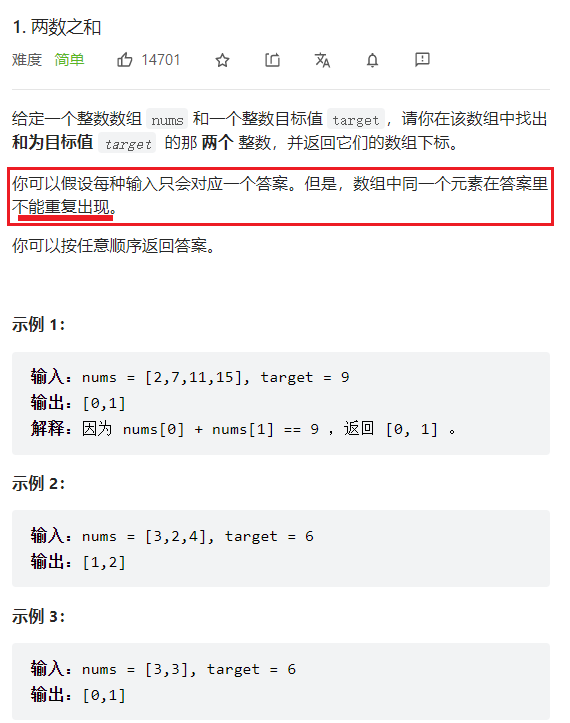 1. 两数之和
难度 简单 14701
给定一个整数数组 nums 和一个整数目标值 target ，请你在该数组中找出
和为目标值 target 的那 两个 整数，并返回它们的数组下标。
你可以假设每种输入只会对应一个答案。但是，数组中同一个元素在答案里
不能重复出现。
你可以按任意顺序返回答案。
示例 1：
输入：nums = [2,7,11,15], target = 9
输出：[0,1]
解释：因为 nums[0] + nums[1] == 9 ，返回 [0, 1] 。
示例 2：
输入：nums = [3,2,4], target = 6
输出：[1,2]
示例 3：
输入：nums = [3,3], target = 6
输出：[0,1]